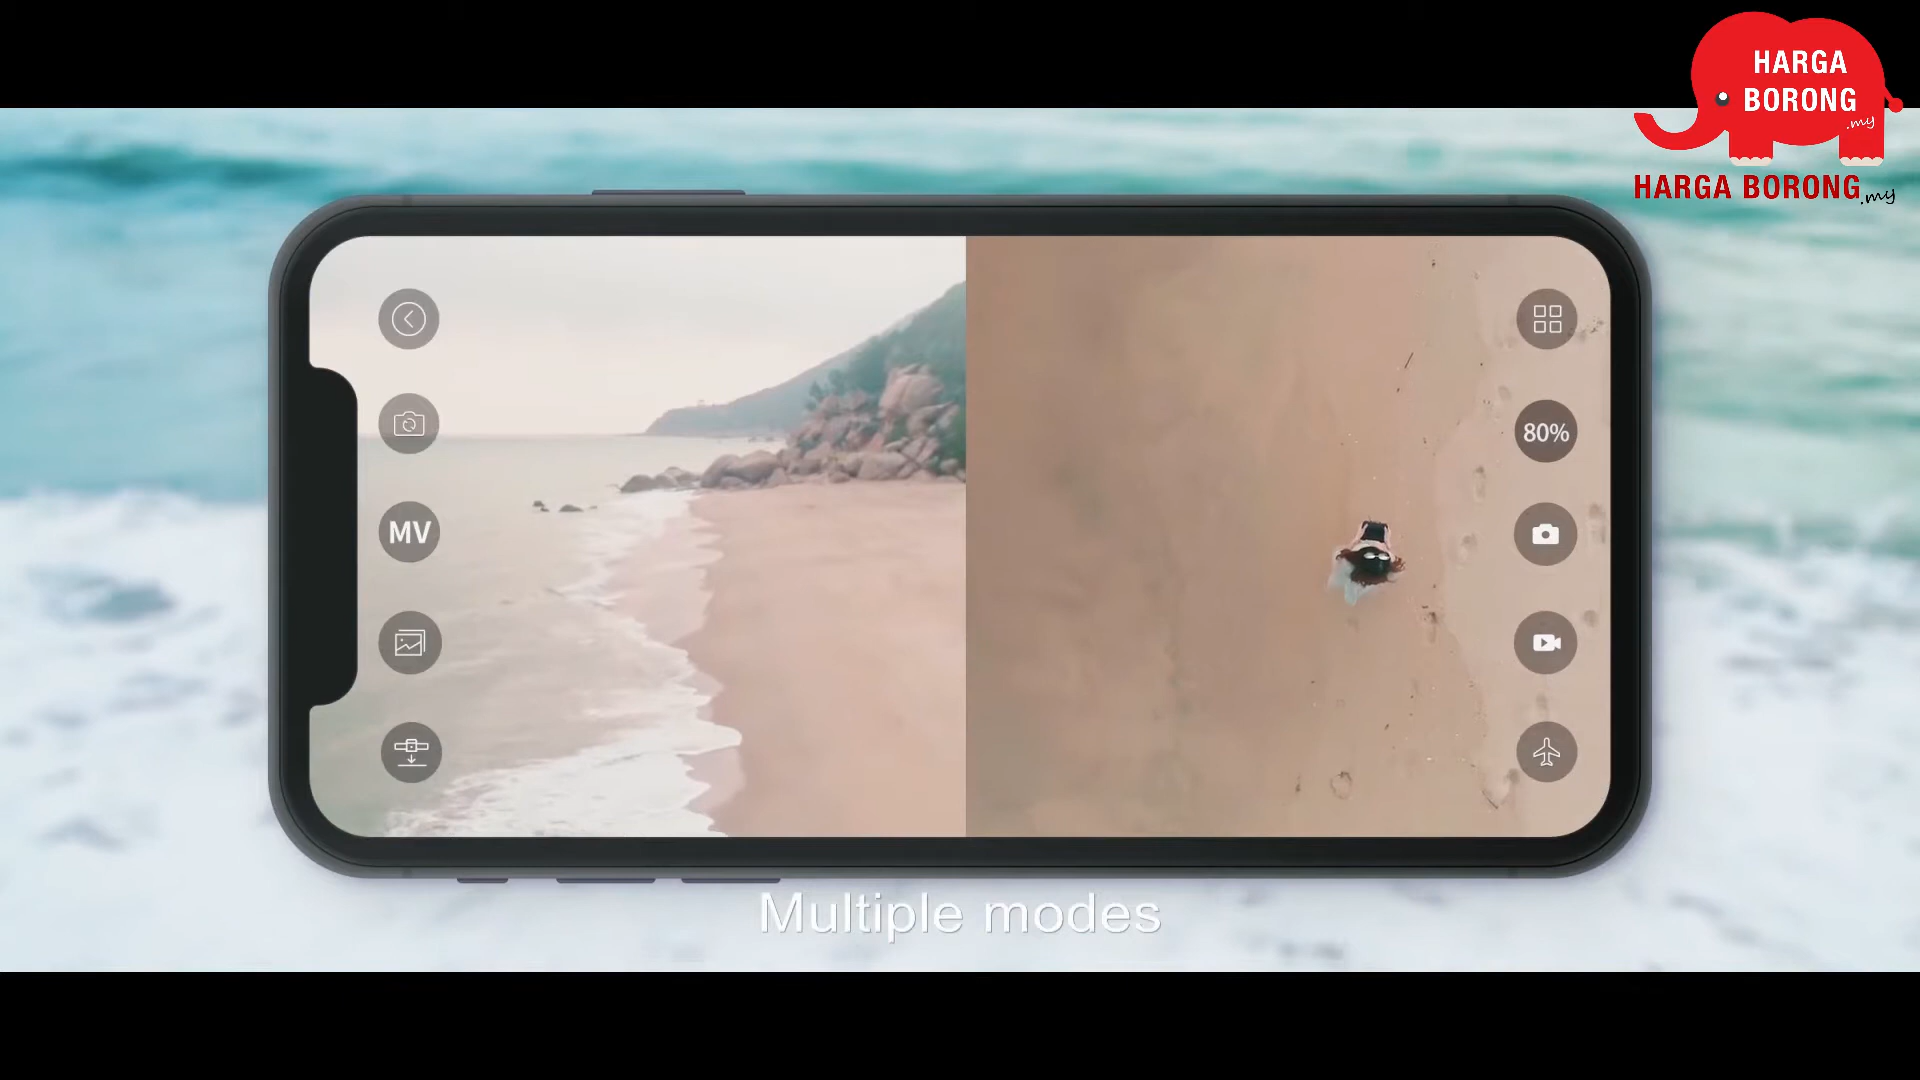 HARGA
BORONG
.my
HARGA BORONG.my
80%
MV
Multiple modes